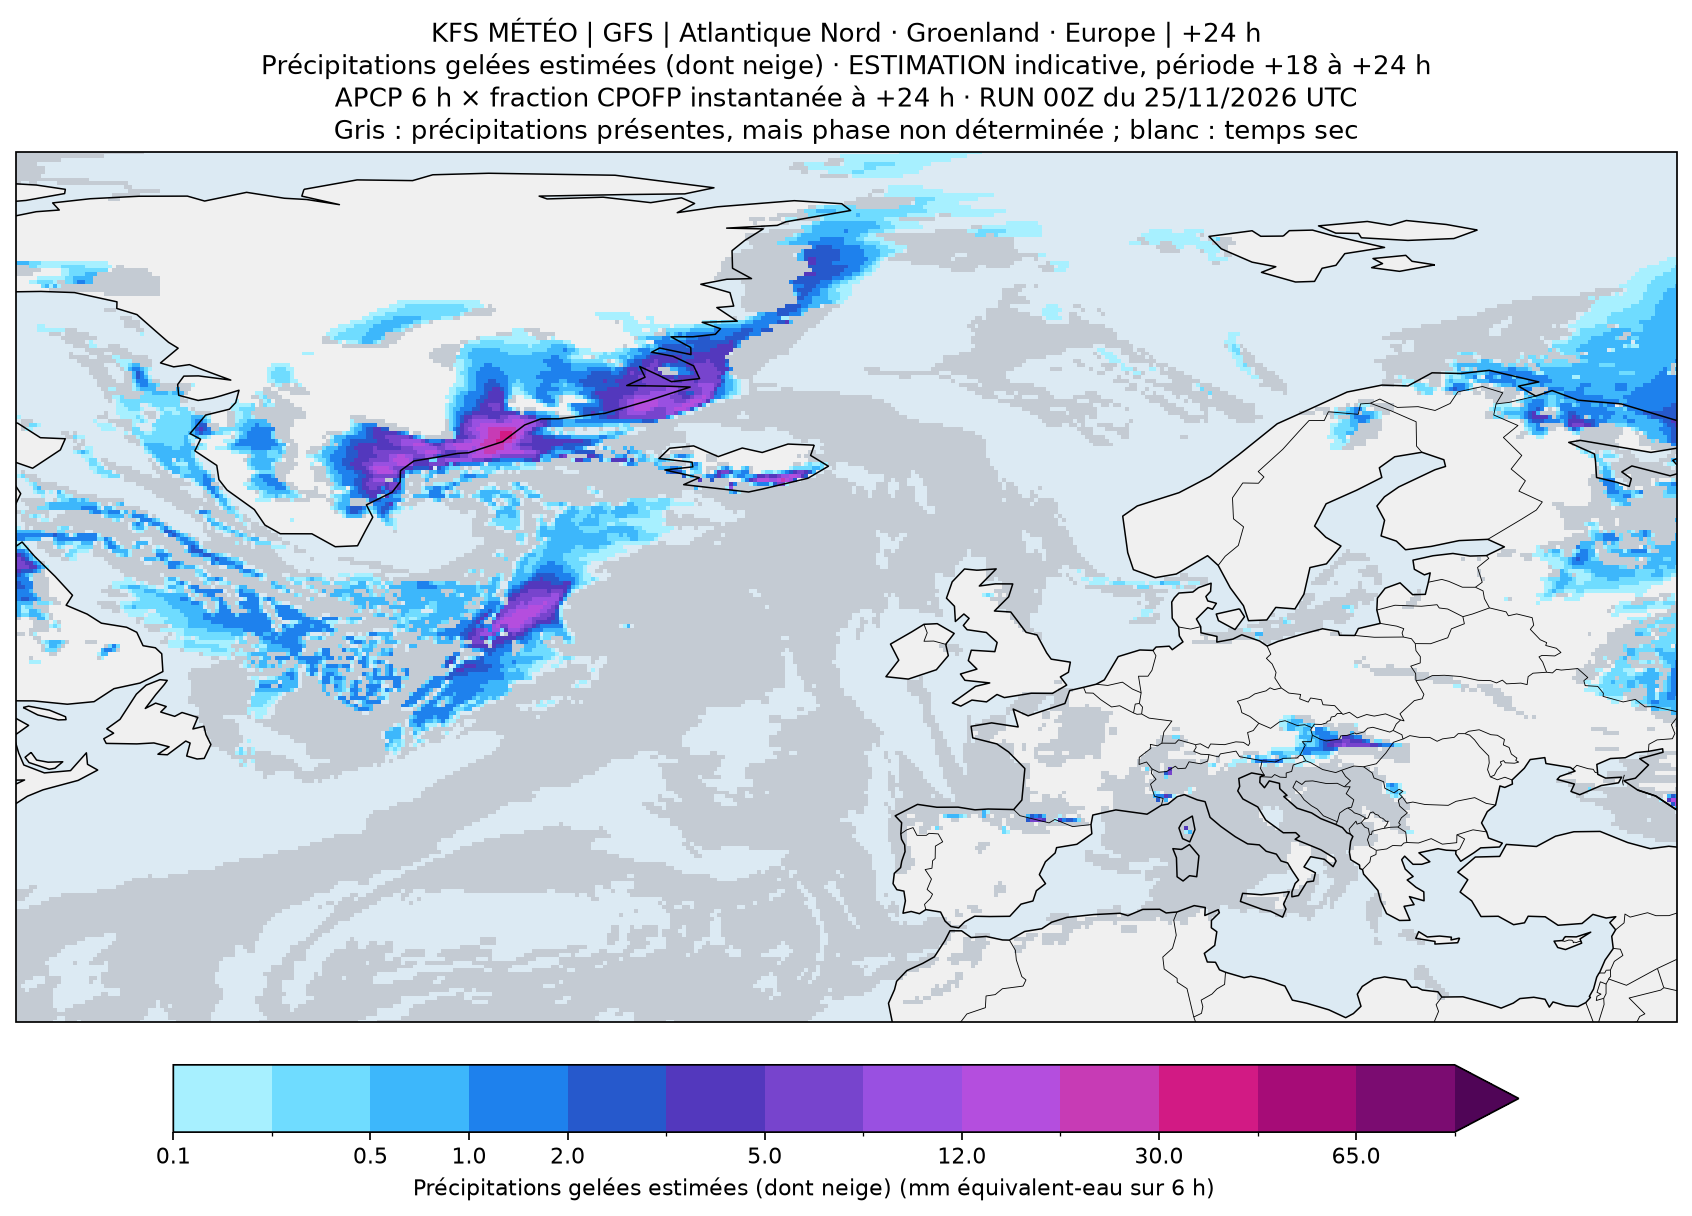 KFS MÉTÉO | GFS | Atlantique Nord · Groenland · Europe | +24 h
Précipitations gelées estimées (dont neige) · ESTIMATION indicative, période +18 à +24 h
APCP 6 h × fraction CPOFP instantanée à +24 h · RUN 00Z du 25/11/2026 UTC
Gris : précipitations présentes, mais phase non déterminée ; blanc : temps sec
0.1 0.5 1.0 2.0 5.0 12.0 30.0 65.0
Précipitations gelées estimées (dont neige) (mm équivalent-eau sur 6 h)